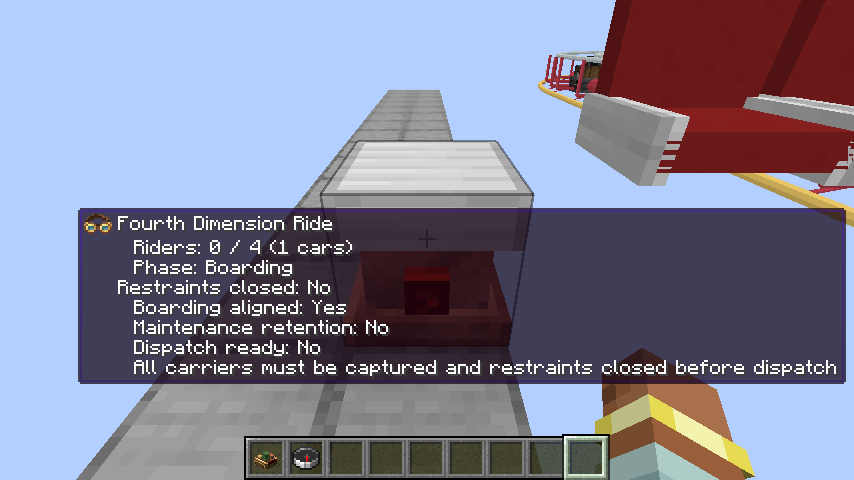 Fourth Dimension Ride
Riders: 0 / 4 (1 cars)
Phase: Boarding
Restraints closed: No
Boarding aligned: Yes
Maintenance retention: No
Dispatch ready: No
All carriers must be captured and restraints closed before dispatch